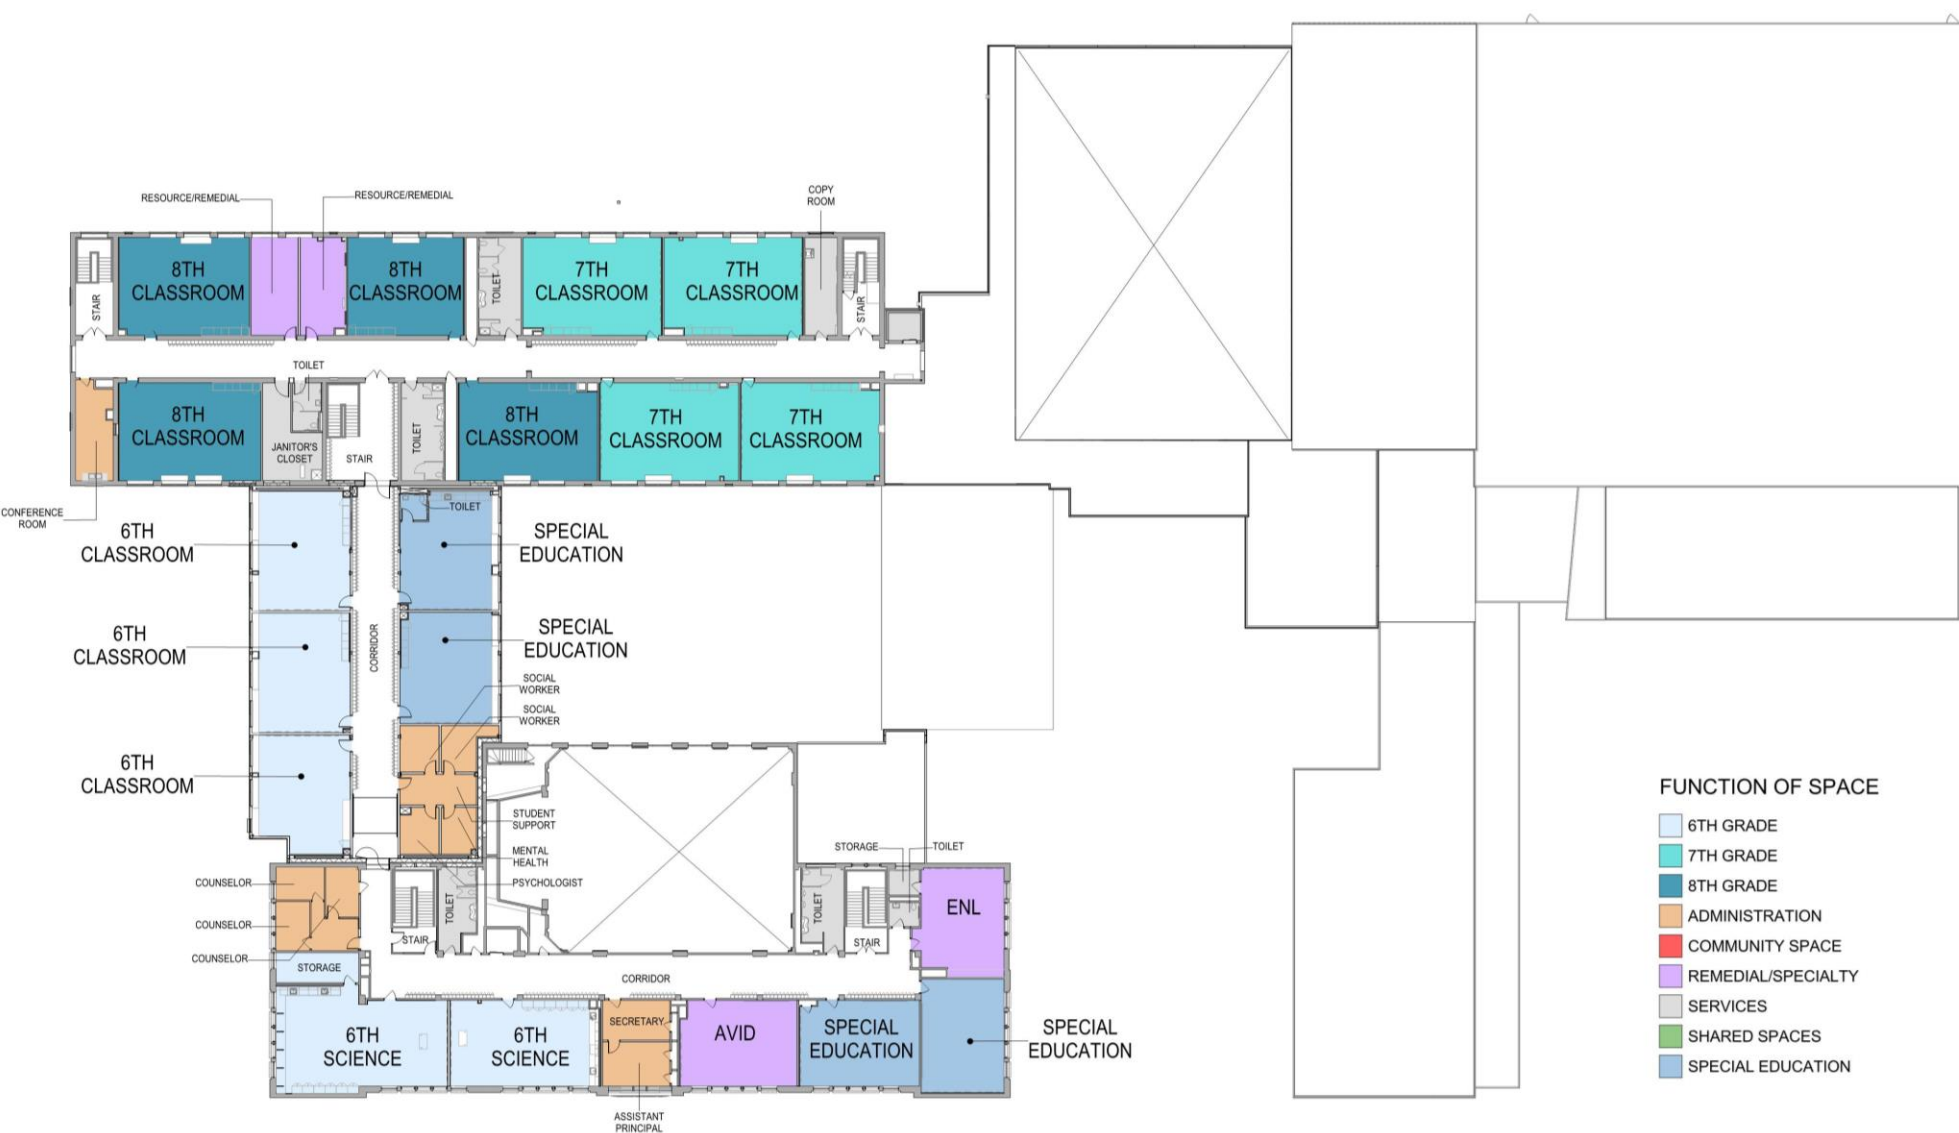 RESOURCE/REMEDIAL
RESOURCE/REMEDIAL
COPY
ROOM
STAIR
8TH
CLASSROOM
8TH
CLASSROOM
TOILET
7TH
CLASSROOM
7TH
CLASSROOM
STAIR
TOILET
8TH
CLASSROOM
JANITOR'S
CLOSET
STAIR
TOILET
8TH
CLASSROOM
7TH
CLASSROOM
7TH
CLASSROOM
CONFERENCE
ROOM
6TH
CLASSROOM
TOILET
SPECIAL
EDUCATION
6TH
CLASSROOM
CORRIDOR
SPECIAL
EDUCATION
SOCIAL
WORKER
SOCIAL
WORKER
6TH
CLASSROOM
STUDENT
SUPPORT
MENTAL
HEALTH
PSYCHOLOGIST
STORAGE
TOILET
COUNSELOR
COUNSELOR
COUNSELOR
STAIR
TOILET
TOILET
STAIR
ENL
STORAGE
CORRIDOR
6TH
SCIENCE
6TH
SCIENCE
SECRETARY
AVID
SPECIAL
EDUCATION
SPECIAL
EDUCATION
ASSISTANT
PRINCIPAL
FUNCTION OF SPACE
6TH GRADE
7TH GRADE
8TH GRADE
ADMINISTRATION
COMMUNITY SPACE
REMEDIAL/SPECIALTY
SERVICES
SHARED SPACES
SPECIAL EDUCATION